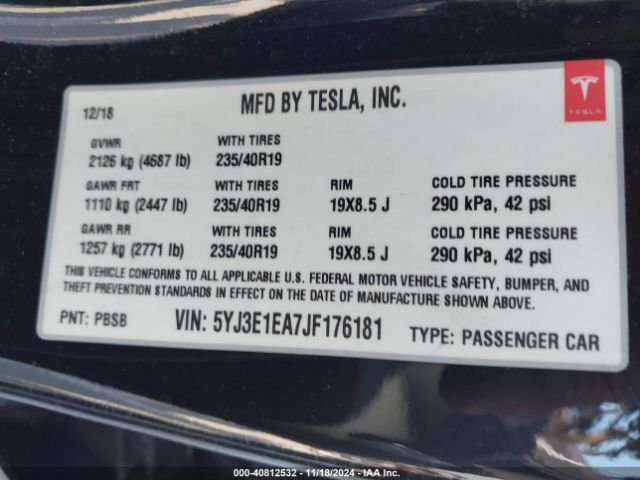 12/18
MFD BY TESLA, INC.
TESLA
GVWR WITH TIRES
2126 kg (4687 lb) 235/40R19
GAWR FRT WITH TIRES RIM COLD TIRE PRESSURE
1110 kg (2447 lb) 235/40R19 19X8.5 J 290 kPa, 42 psi
GAWR RR WITH TIRES RIM COLD TIRE PRESSURE
1257 kg (2771 lb) 235/40R19 19X8.5 J 290 kPa, 42 psi
THIS VEHICLE CONFORMS TO ALL APPLICABLE U.S. FEDERAL MOTOR VEHICLE SAFETY, BUMPER, AND
THEFT PREVENTION STANDARDS IN EFFECT ON THE DATE OF MANUFACTURE SHOWN ABOVE.
PNT: PBSB VIN: 5YJ3E1EA7JF176181 TYPE: PASSENGER CAR
000-40812532 - 11/18/2024 - IAA Inc.